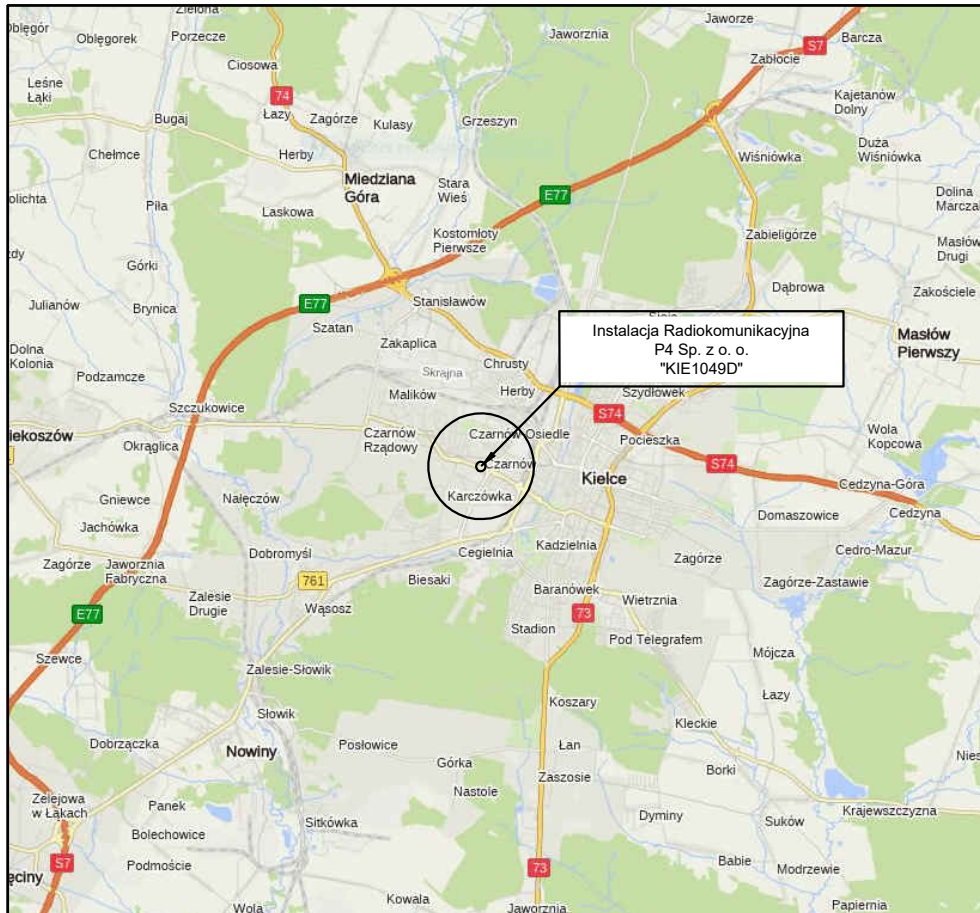 Zielona
Oblęgór
Oblęgorek
Porzecze
Jaworznia
Jaworze
S7
Barcza
Ciosowa
Zabłocie
Leśne
Łąki
74
Łazy
Zagórze
Kulasy
Grzeszyn
Kajetanów
Dolny
Bugaj
Chełmce
Herby
Wiśniówka
Duża
Wiśniówka
Miedziana
Góra
Stara
Wieś
E77
olichta
Piła
Laskowa
Dolina
Marczak
Kostomłoty
Pierwsze
Zabieligórze
Masłów
Drugi
zdy
Górki
Julianów
Brynica
E77
Stanisławów
Dąbrowa
Zakościele
Szatan
Instalacja Radiokomunikacyjna
P4 Sp. z o. o.
"KIE1049D"
Masłów
Pierwszy
Dolna
Kolonia
Zakaplica
Chrusty
Podzamcze
Skrajna
Malików
Herby
Szydłówek
Szczukowice
S74
iekoszów
Okrąglica
Czarnów
Rządowy
Czarnów-Osiedle
Pocieszka
Wola
Kopcowa
Czarnów
S74
Kielce
Gniewce
Nałęczów
Karczówka
Cedzyna-Góra
Cedzyna
Jachówka
Domaszowice
Zagórze
Jaworznia
Fabryczna
Dobromyśl
Cegielnia
Kadzielnia
Zagórze
Cedro-Mazur
761
Biesaki
Baranówek
Zagórze-Zastawie
E77
Zalesie
Drugie
Wąsosz
73
Wietrznia
Stadion
Pod Telegrafem
Szewce
Zalesie-Słowik
Mójcza
Słowik
Koszary
Łazy
Kleckie
Dobrzączka
Nowiny
Posłowice
Łan
Górka
Zaszosie
Borki
Nies
Zelejowa
w Łąkach
Panek
Nastole
Krajewszczyzna
Bolechowice
Sitkówka
Dyminy
Suków
S7
Podmoście
73
Babie
Modrzewie
ęciny
Wola
Kowala
Jaworznia
Papiernia